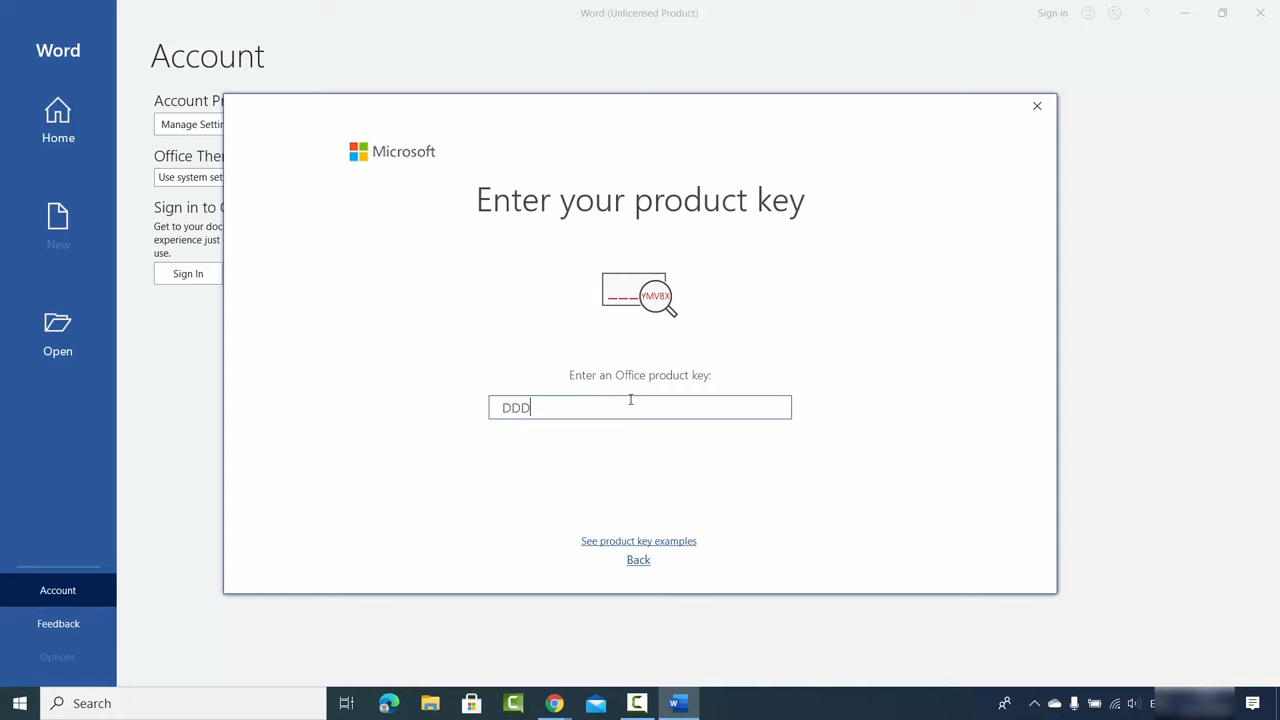 Word (Unlicensed Product)
Sign in
?
Word
Account
Home
Account Pr
Manage Settin
Office Ther
Use system set
Sign in to C
Get to your doc
experience just
use.
Sign In
New
Open
Microsoft
Enter your product key
YMV8X
Enter an Office product key:
DDD
See product key examples
Back
Account
Feedback
Options
Search